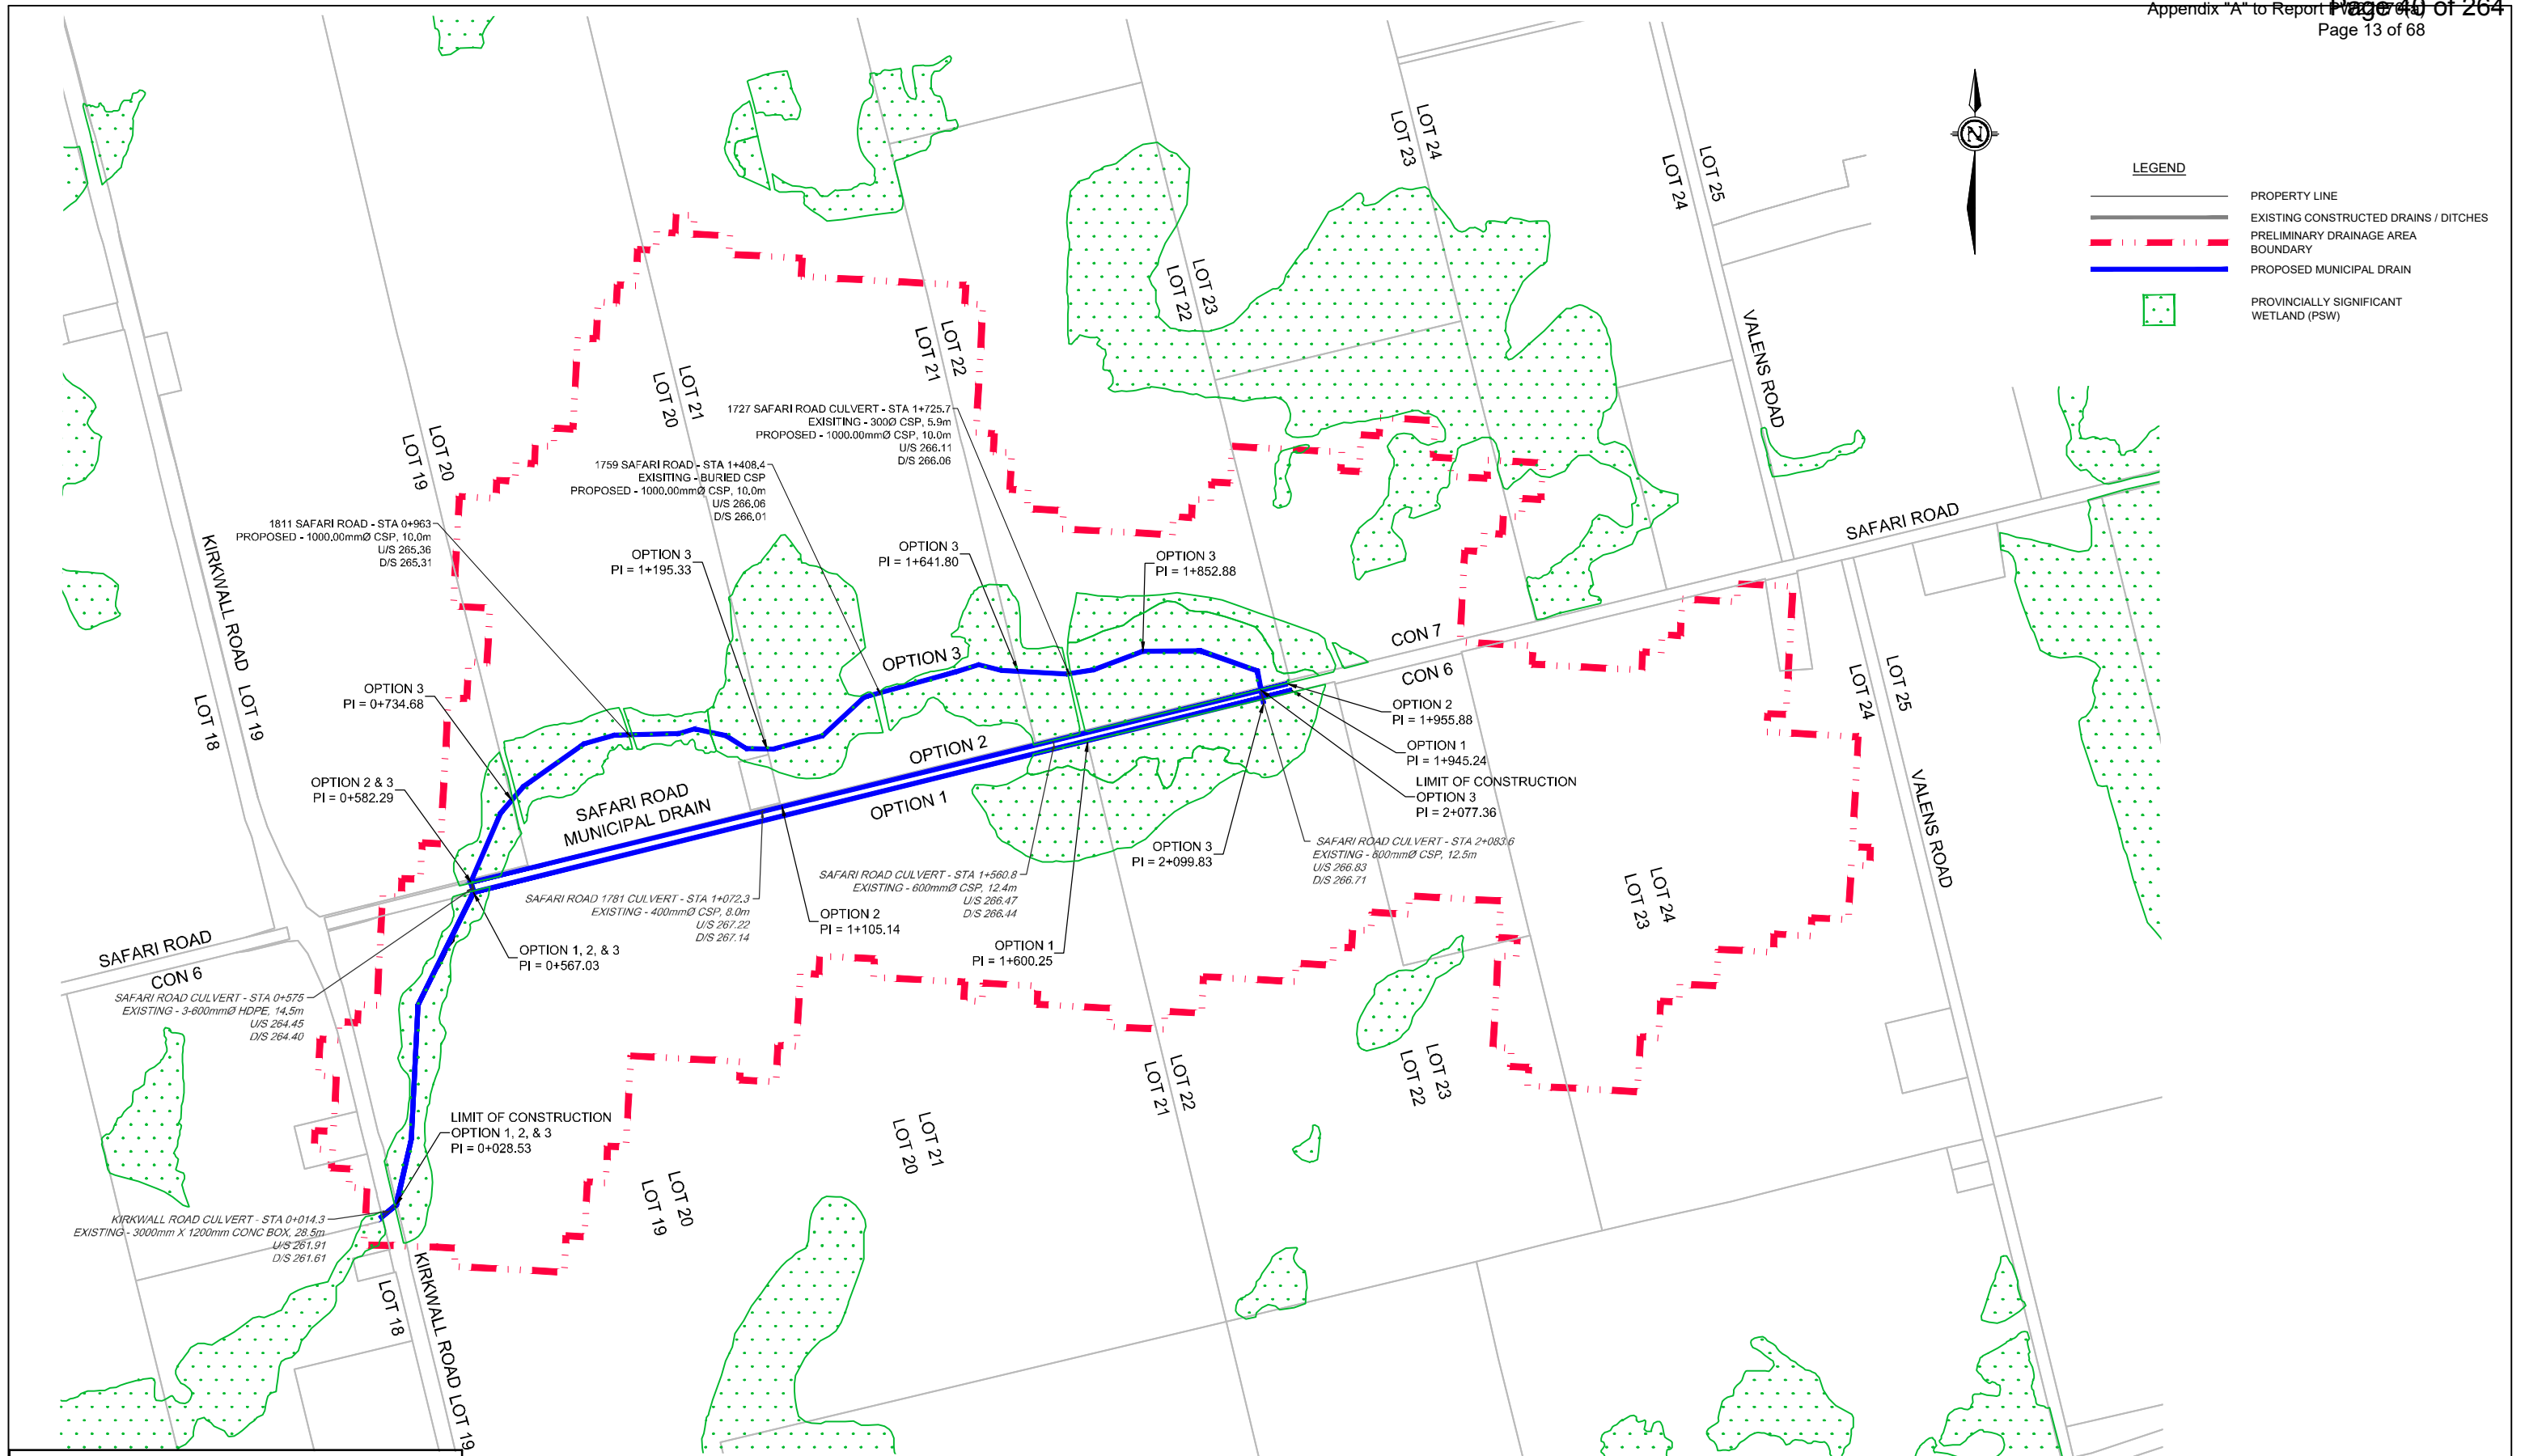 Page 40 of 264
Appendix "A" to Report
Page 13 of 68
LEGEND
PROPERTY LINE
EXISTING CONSTRUCTED DRAINS / DITCHES
PRELIMINARY DRAINAGE AREA
BOUNDARY
PROPOSED MUNICIPAL DRAIN
PROVINCIALLY SIGNIFICANT
WETLAND (PSW)
N
LOT 24
LOT 23
LOT 25
LOT 24
LOT 23
LOT 22
VALENS ROAD
LOT 22
LOT 21
LOT 21
LOT 20
LOT 20
LOT 19
1727 SAFARI ROAD CULVERT - STA 1+725.7
EXISITING - 300Ø CSP, 5.9m
PROPOSED - 1000.00mmØ CSP, 10.0m
U/S 266.11
D/S 266.06
1759 SAFARI ROAD - STA 1+408.4
EXISITING - BURIED CSP
PROPOSED - 1000.00mmØ CSP, 10.0m
U/S 266.06
D/S 266.01
1811 SAFARI ROAD - STA 0+963
PROPOSED - 1000.00mmØ CSP, 10.0m
U/S 265.36
D/S 265.31
OPTION 3
PI = 1+195.33
OPTION 3
PI = 1+641.80
OPTION 3
PI = 1+852.88
SAFARI ROAD
KIRKWALL ROAD
LOT 19
LOT 18
CON 7
CON 6
OPTION 3
OPTION 3
PI = 0+734.68
OPTION 2
PI = 1+955.88
OPTION 1
PI = 1+945.24
LIMIT OF CONSTRUCTION
OPTION 3
PI = 2+077.36
LOT 25
LOT 24
OPTION 2 & 3
PI = 0+582.29
SAFARI ROAD
MUNICIPAL DRAIN
OPTION 2
OPTION 1
OPTION 3
PI = 2+099.83
SAFARI ROAD CULVERT - STA 2+083.6
EXISTING - 600mmØ CSP, 12.5m
U/S 266.83
D/S 266.71
VALENS ROAD
SAFARI ROAD 1781 CULVERT - STA 1+072.3
EXISTING - 400mmØ CSP, 8.0m
U/S 267.22
D/S 267.14
SAFARI ROAD CULVERT - STA 1+560.8
EXISTING - 600mmØ CSP, 12.4m
U/S 266.47
D/S 266.44
OPTION 2
PI = 1+105.14
OPTION 1
PI = 1+600.25
LOT 24
LOT 23
SAFARI ROAD
CON 6
OPTION 1, 2, & 3
PI = 0+567.03
SAFARI ROAD CULVERT - STA 0+575
EXISTING - 3-600mmØ HDPE, 14.5m
U/S 264.45
D/S 264.40
LOT 23
LOT 22
LOT 22
LOT 21
LOT 21
LOT 20
LOT 20
LOT 19
LIMIT OF CONSTRUCTION
OPTION 1, 2, & 3
PI = 0+028.53
KIRKWALL ROAD CULVERT - STA 0+014.3
EXISTING - 3000mm X 1200mm CONC BOX, 28.5m
U/S 261.91
D/S 261.61
LOT 18
KIRKWALL ROAD
LOT 19